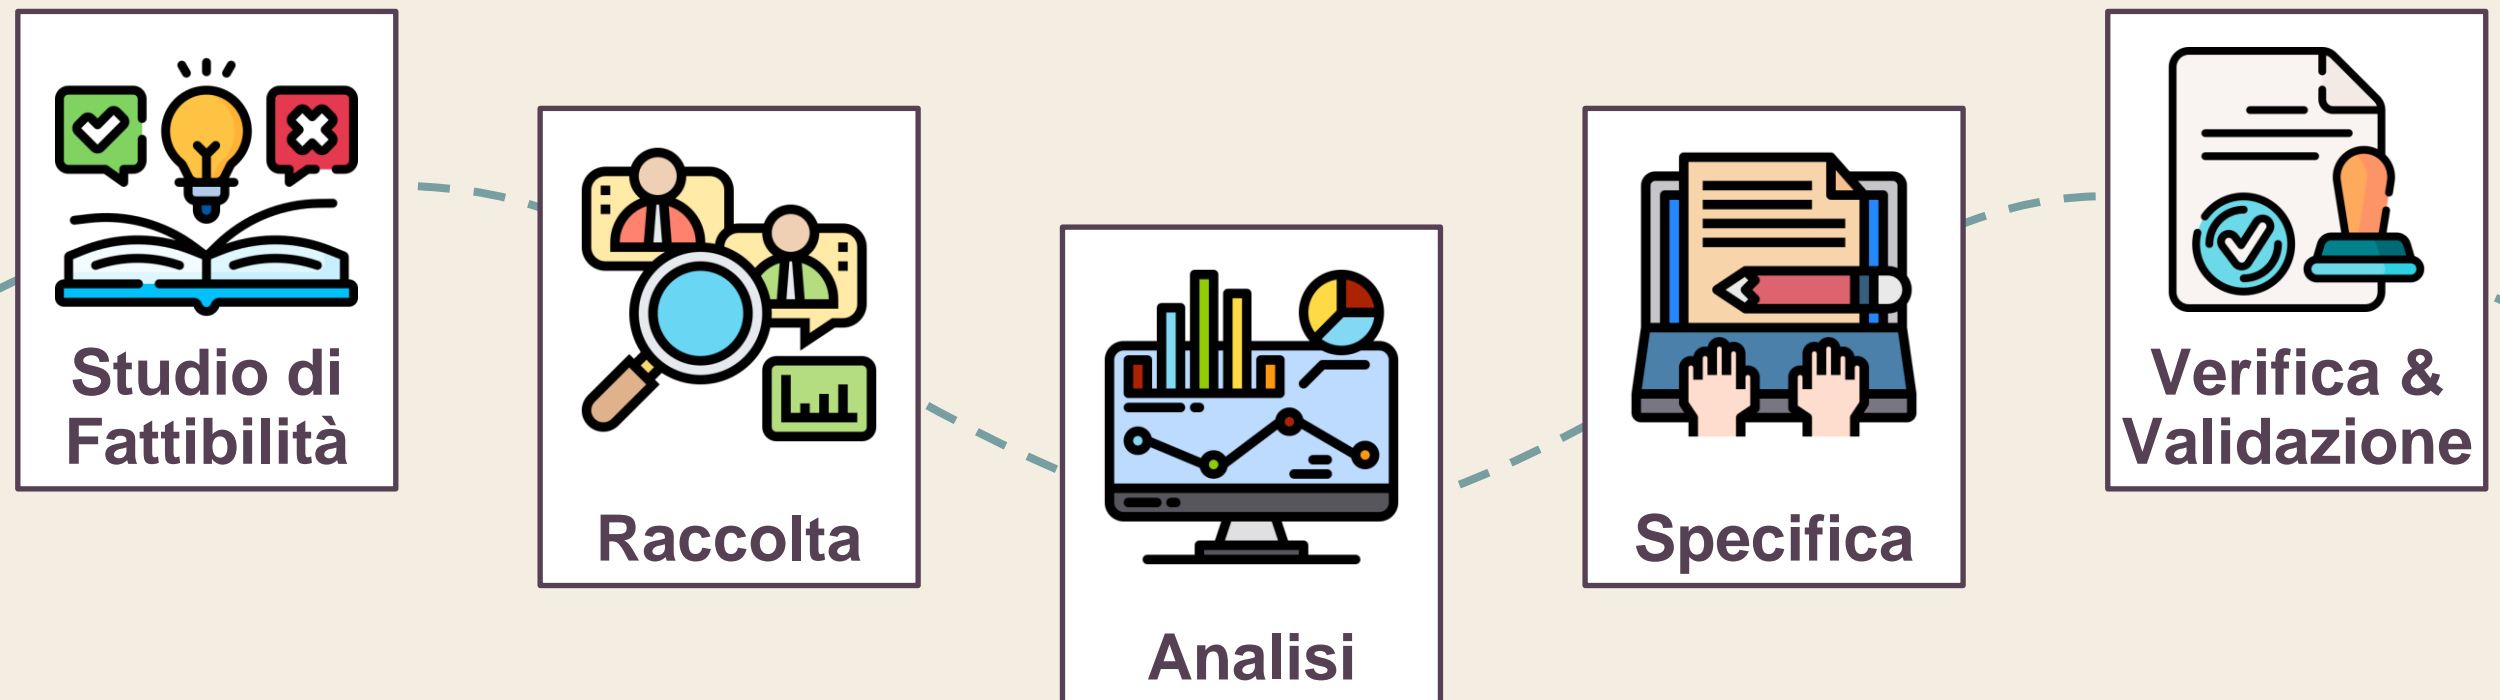 Studio di
Fattibilità
Raccolta
Analisi
Specifica
Verifica &
Validazione